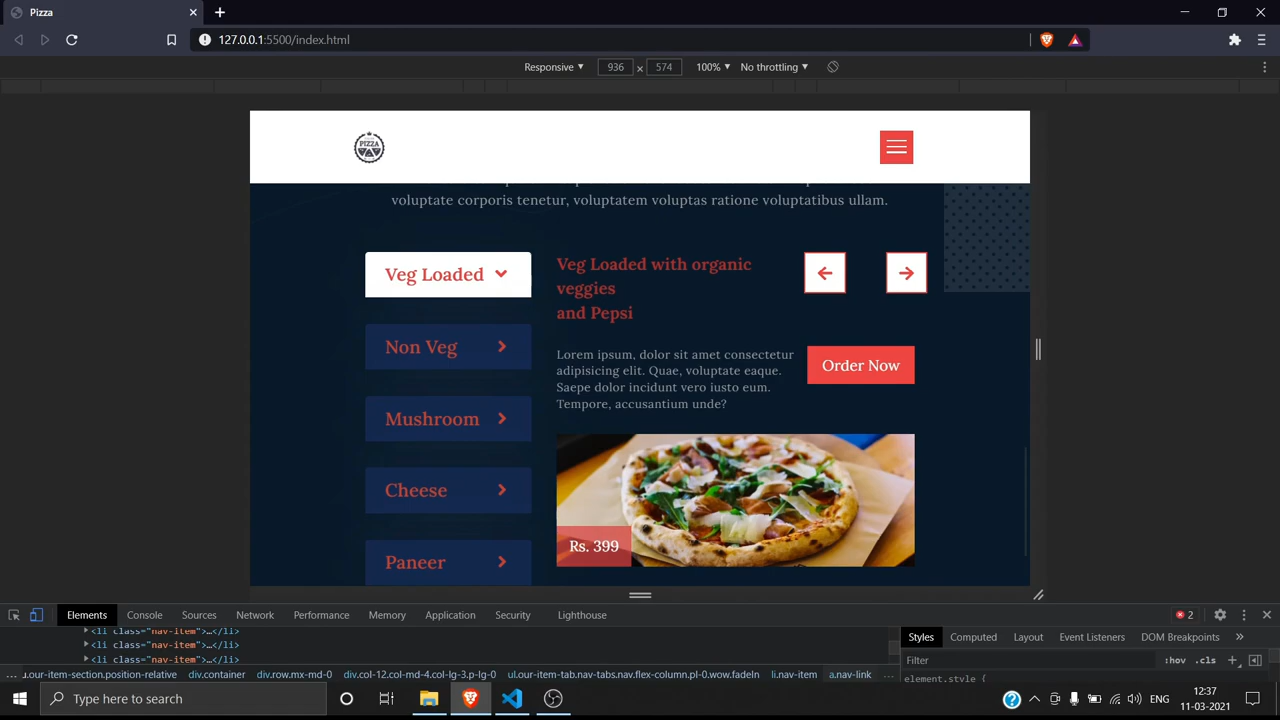 Pizza
127.0.0.1:5500/index.html
Responsive 936 × 574 100% No throttling
PIZZA
voluptate corporis tenetur, voluptatem voluptas ratione voluptatibus ullam.
Veg Loaded
Non Veg
Mushroom
Cheese
Paneer
Veg Loaded with organic
veggies
and Pepsi
Lorem ipsum, dolor sit amet consectetur
adipisicing elit. Quae, voluptate eaque.
Saepe dolor incidunt vero iusto eum.
Tempore, accusantium unde?
Order Now
Rs. 399
Elements Console Sources Network Performance Memory Application Security Lighthouse 2
<li class="nav-item">…</li>
<li class="nav-item">…</li>
<li class="nav-item">…</li>
Styles Computed Layout Event Listeners DOM Breakpoints »
Filter :hov .cls +
element.style {
… u.our-item-section.position-relative div.container div.row.mx-md-0 div.col-12.col-md-4.col-lg-3.p-lg-0 ul.our-item-tab.nav-tabs.nav.flex-column.pl-0.wow.fadeIn li.nav-item a.nav-link …
Type here to search
ENG
12:37
11-03-2021